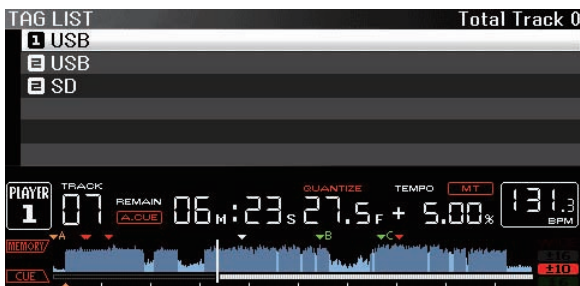 TAG LIST Total Track 0
1 USB
2 USB
2 SD
PLAYER 1 TRACK 07 REMAIN A.CUE 06M:23S27.5F QUANTIZE TEMPO MT +5.00% 131.3 BPM
A B C
MEMORY
CUE ±10